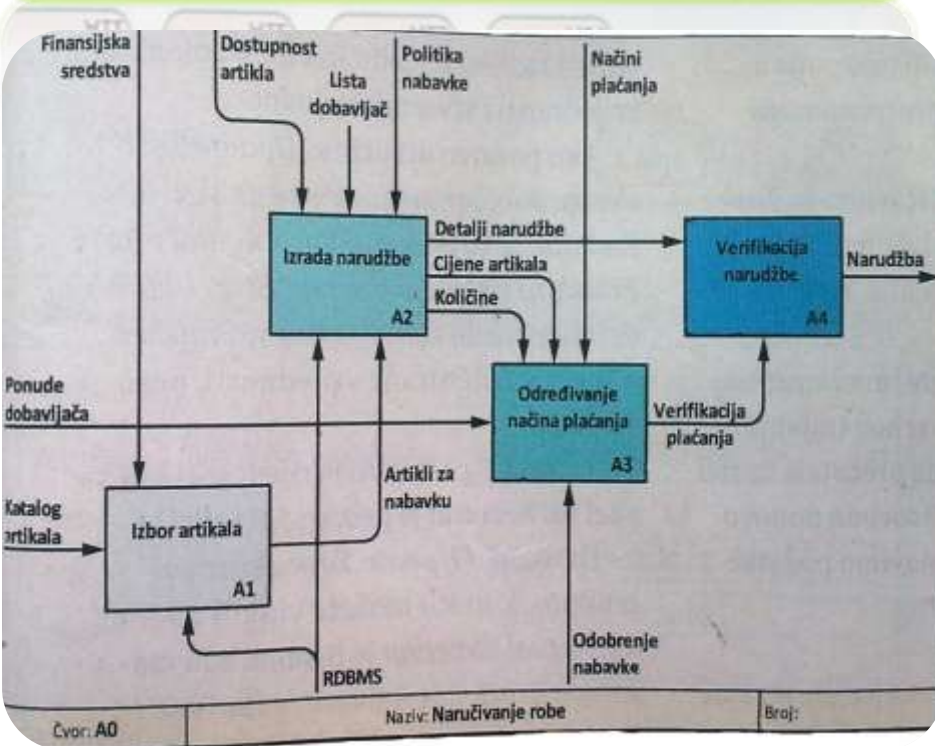 Finansijska
sredstva
Dostupnost
artikla
Lista
dobavljač
Politika
nabavke
Načini
plaćanja
Izrada narudžbe
A2
Detalji narudžbe
Cijene artikala
Količine
Verifikacija
narudžbe
A4
Narudžba
Ponude
dobavljača
Određivanje
načina plaćanja
A3
Verifikacija
plaćanja
Katalog
artikala
Izbor artikala
A1
Artikli za
nabavku
RDBMS
Odobrenje
nabavke
Čvor: A0
Naziv: Naručivanje robe
Broj: